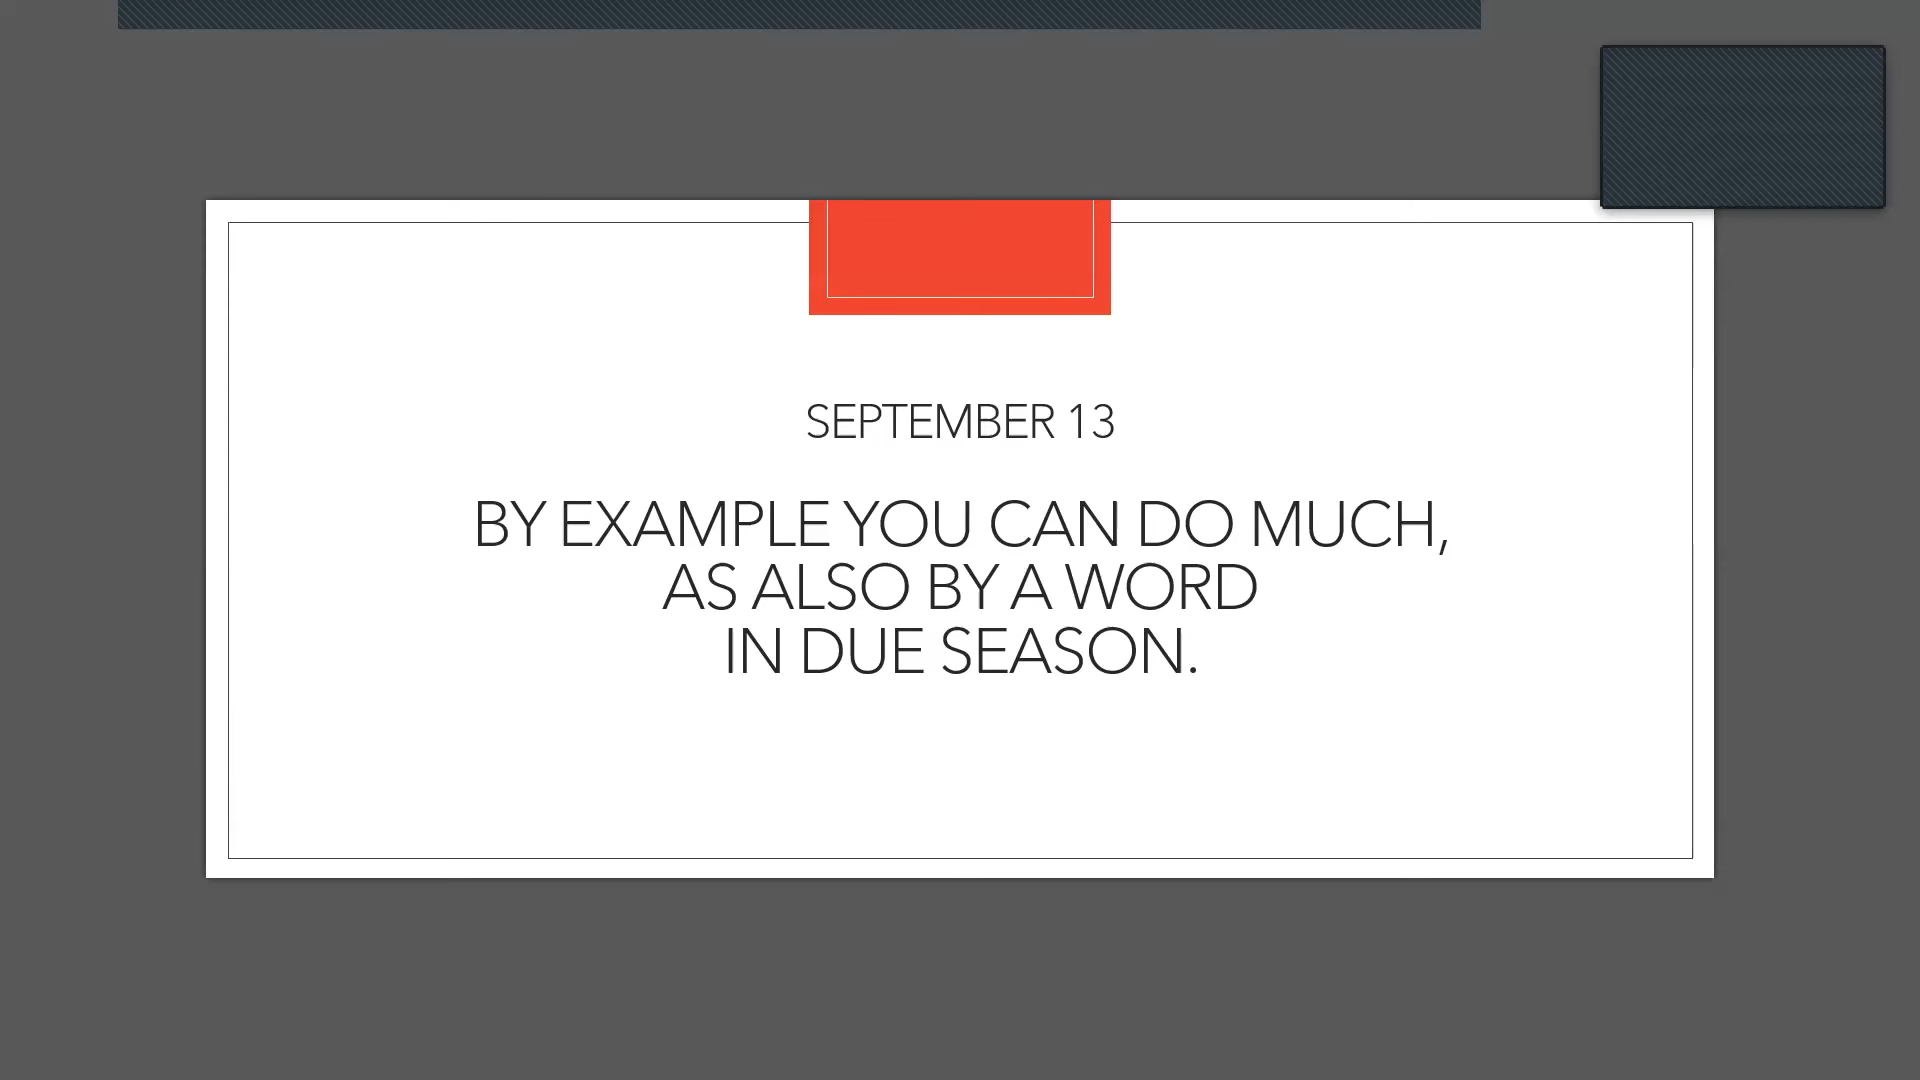 SEPTEMBER 13
BY EXAMPLE YOU CAN DO MUCH,
AS ALSO BY A WORD
IN DUE SEASON.